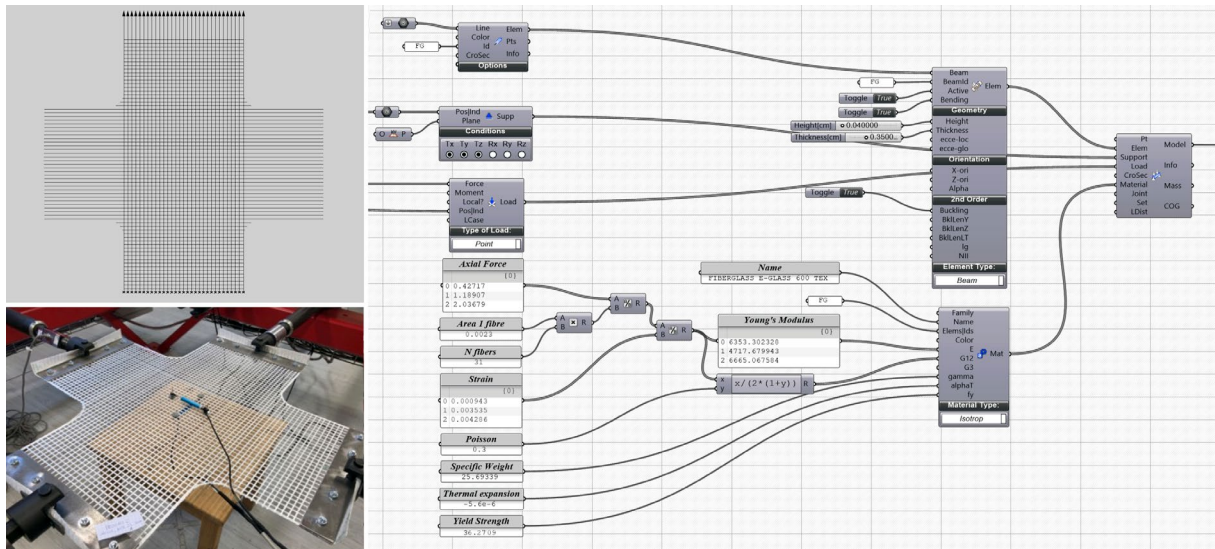 Line
Color
Id
CroSec
Elem
Pts
Info
Options
FG
Pos|Ind
Plane
Supp
Conditions
Tx Ty Tz Rx Ry Rz
O P
Force
Moment
Local?
Pos|Ind
LCase
Load
Type of Load:
Point
Axial Force
{0}
0 0.42717
1 1.18907
2 2.03679
Area 1 fibre
0.0023
N fibers
31
Strain
{0}
0 0.000943
1 0.003535
2 0.004286
Poisson
0.3
Specific Weight
25.69339
Thermal expansion
-5.6e-6
Yield Strength
36.2709
A
B
R
A
B
R
A
B
R
Name
FIBERGLASS E-GLASS 600 TEX
FG
Young's Modulus
{0}
0 6353.302328
1 4717.679943
2 6665.067584
x
y
x/(2*(1+y))
R
FG
Toggle True
Toggle True
Height[cm] 0.040000
Thickness[cm] 0.3500...
Toggle True
Beam
BeamId
Active
Bending
Elem
Geometry
Height
Thickness
ecce-loc
ecce-glo
Orientation
X-ori
Z-ori
Alpha
2nd Order
Buckling
BklLenY
BklLenZ
BklLenLT
lg
NII
Element Type:
Beam
Family
Name
Elems|Ids
Color
E
G12
G3
gamma
alphaT
fy
Mat
Material Type:
Isotrop
Pt
Elem
Support
Load
CroSec
Material
Joint
Set
LDist
Model
Info
Mass
COG